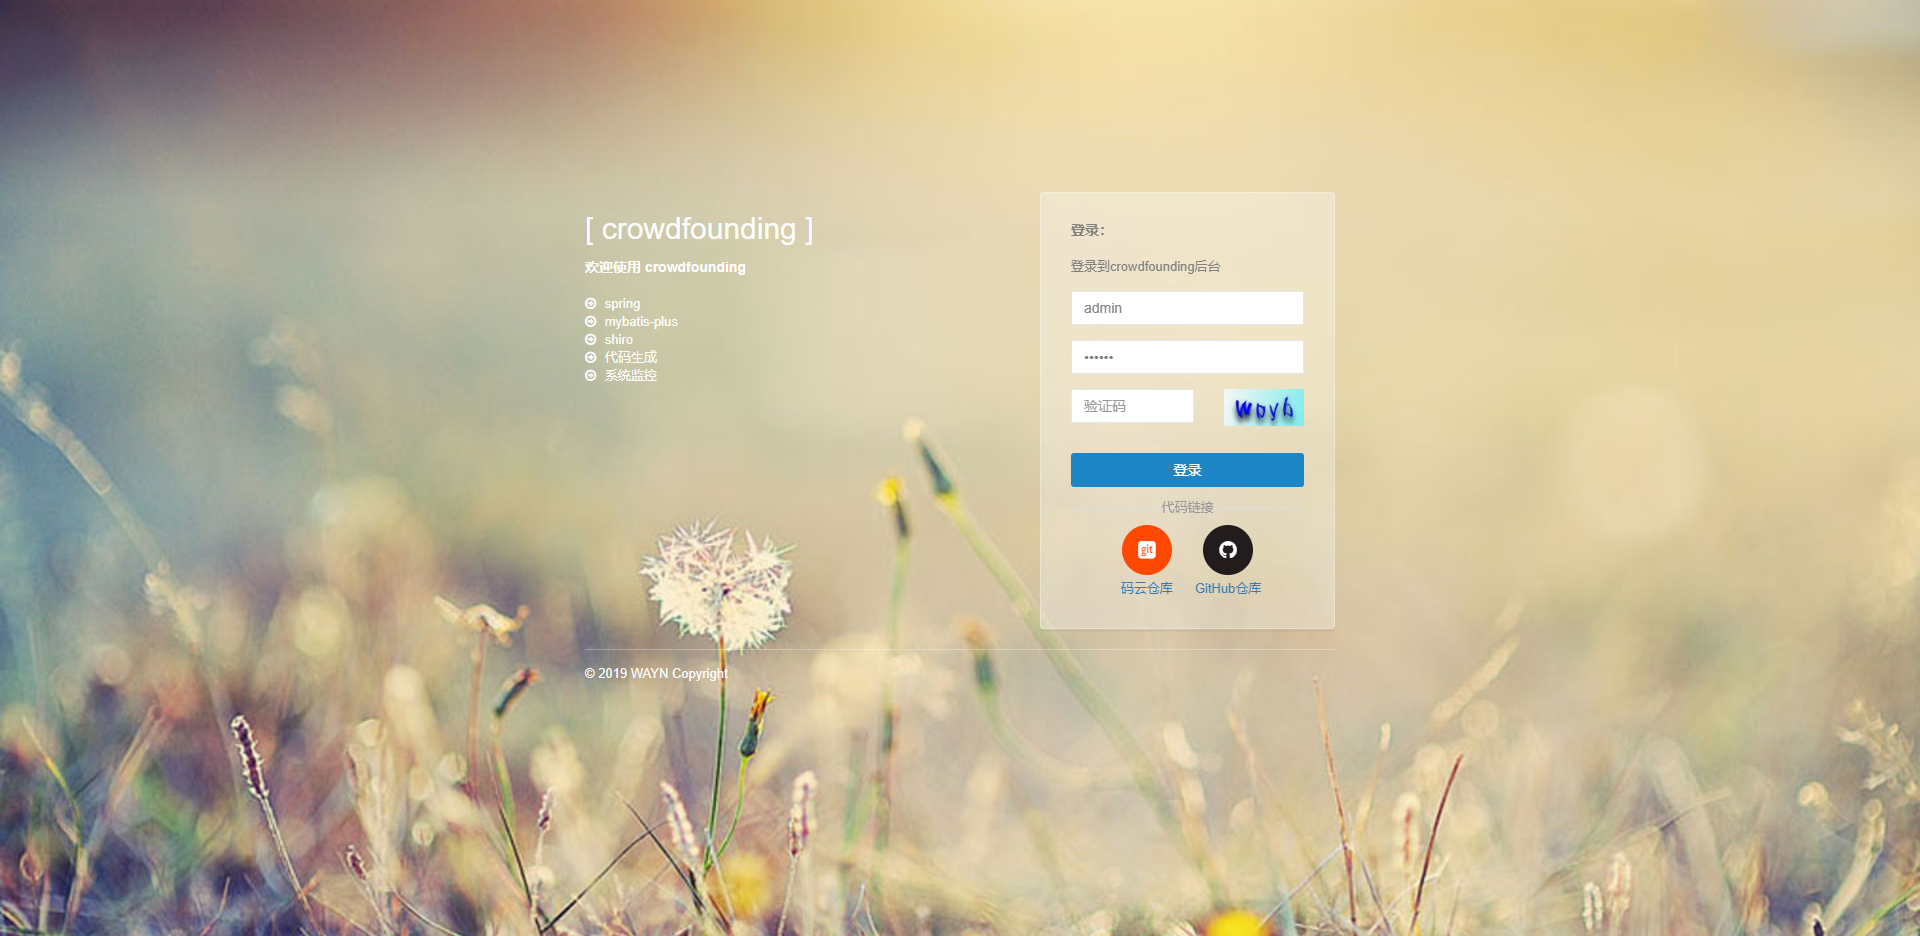 [ crowdfounding ]
欢迎使用 crowdfounding
spring
mybatis-plus
shiro
代码生成
系统监控
登录：
登录到crowdfounding后台
admin
••••••
验证码
登录
代码链接
git
码云仓库
GitHub仓库
© 2019 WAYN Copyright